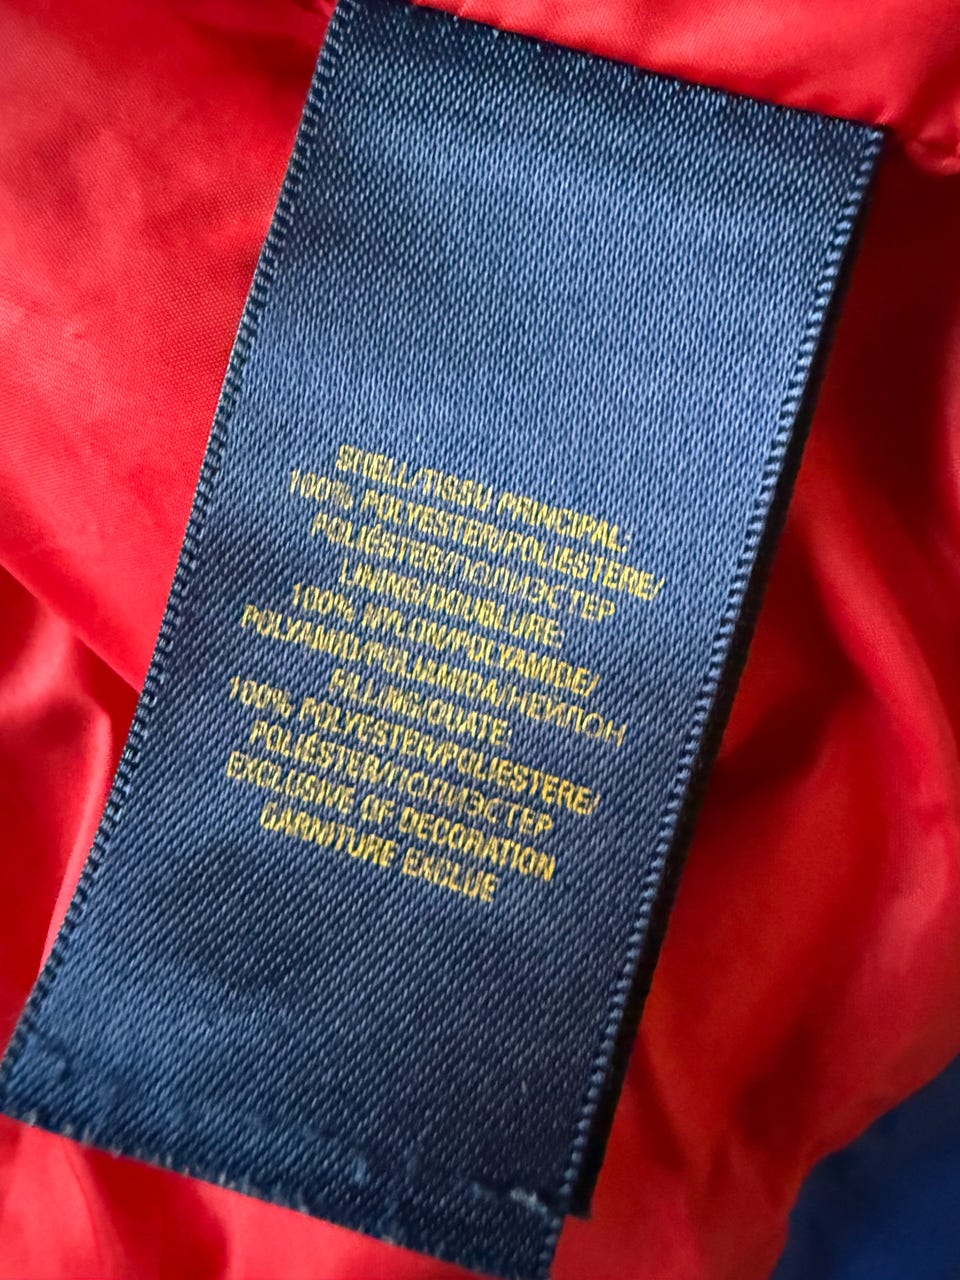 SHELL/TISSU PRINCIPAL:
100% POLYESTER/POLIESTERE/
POLIÉSTER/ПОЛИЭСТЕР
LINING/DOUBLURE:
100% NYLON/POLYAMIDE/
POLYAMID/POLIAMIDA/НЕЙЛОН
FILLING/OUATE:
100% POLYESTER/POLIESTERE/
POLIÉSTER/ПОЛИЭСТЕР
EXCLUSIVE OF DECORATION
GARNITURE EXCLUE